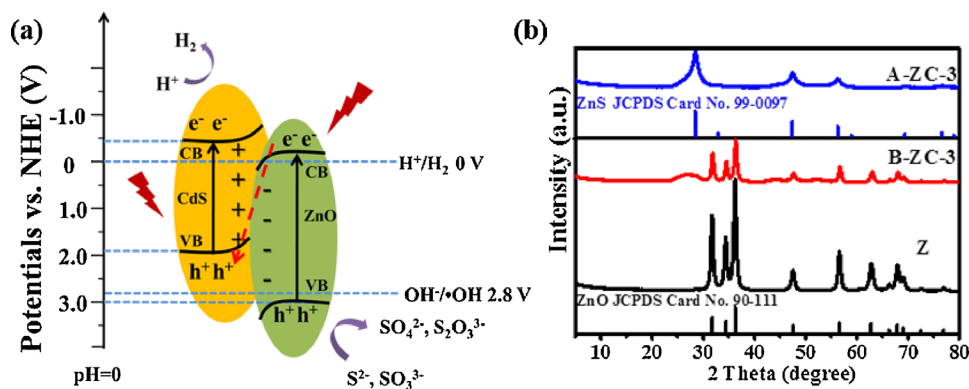 (a)
Potentials vs. NHE (V)
-1.0
0
1.0
2.0
3.0
pH=0
H₂
H⁺
e⁻ e⁻
CB
+
+
+
+
CdS
VB
h⁺ h⁺
e⁻ e⁻
CB
-
-
-
-
ZnO
VB
h⁺ h⁺
H⁺/H₂ 0 V
OH⁻/•OH 2.8 V
SO₄²⁻, S₂O₃³⁻
S²⁻, SO₃³⁻
(b)
Intensity (a.u.)
A-ZC-3
ZnS JCPDS Card No. 99-0097
B-ZC-3
Z
ZnO JCPDS Card No. 90-111
10 20 30 40 50 60 70 80
2 Theta (degree)